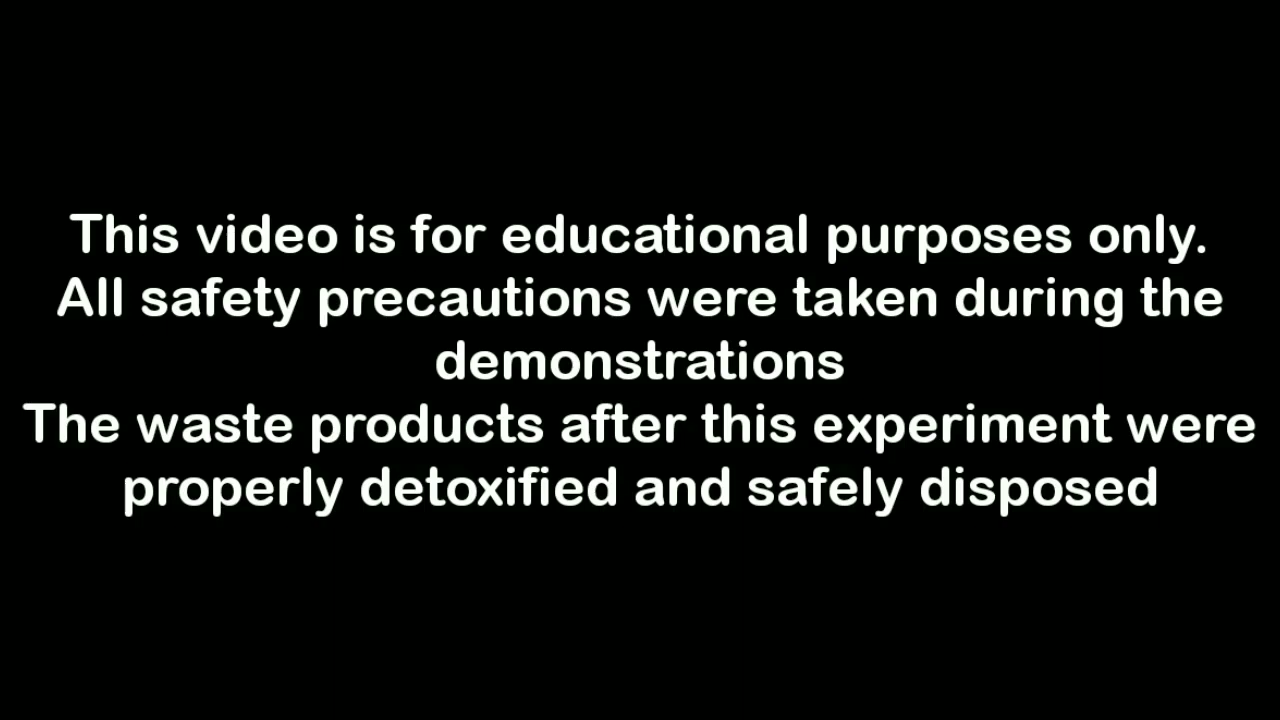 This video is for educational purposes only.
All safety precautions were taken during the
demonstrations
The waste products after this experiment were
properly detoxified and safely disposed